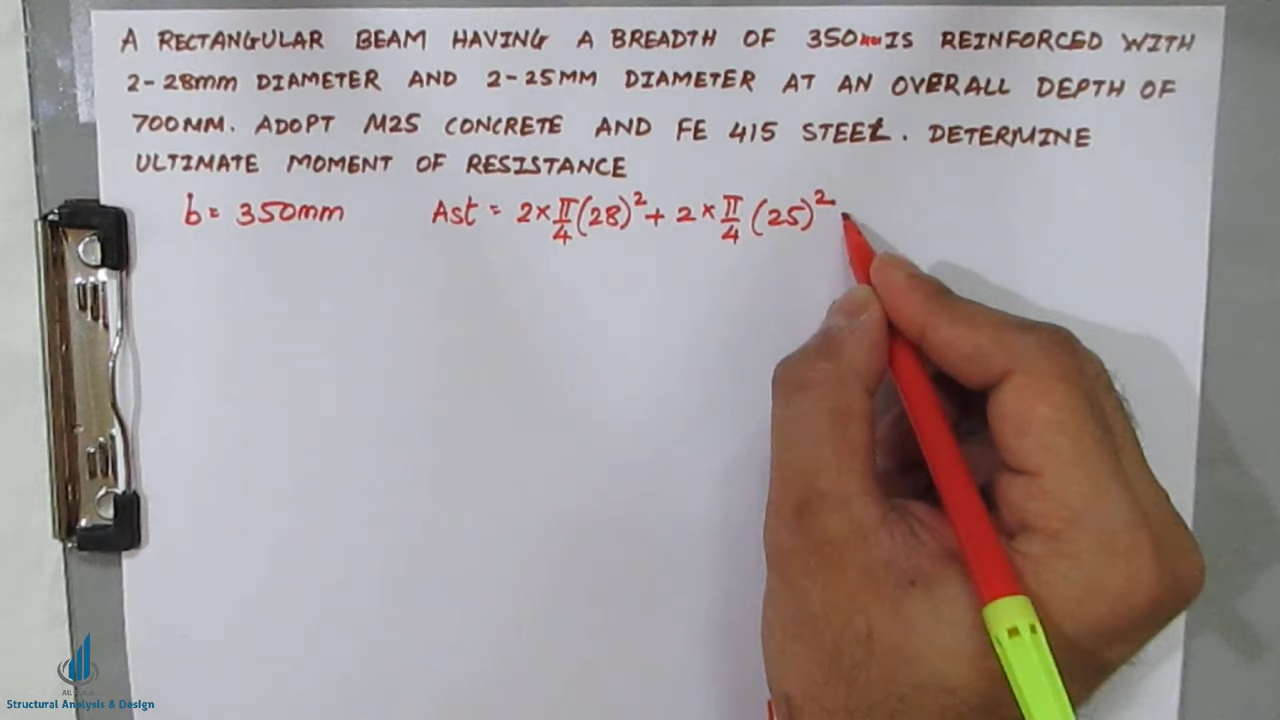 A RECTANGULAR BEAM HAVING A BREADTH OF 350mm IS REINFORCED WITH
2-28mm DIAMETER AND 2-25MM DIAMETER AT AN OVERALL DEPTH OF
700MM. ADOPT M25 CONCRETE AND FE 415 STEEL. DETERMINE
ULTIMATE MOMENT OF RESISTANCE
b = 350mm Ast = 2×π/4(28)²+ 2×π/4(25)²
Structural Analysis & Design